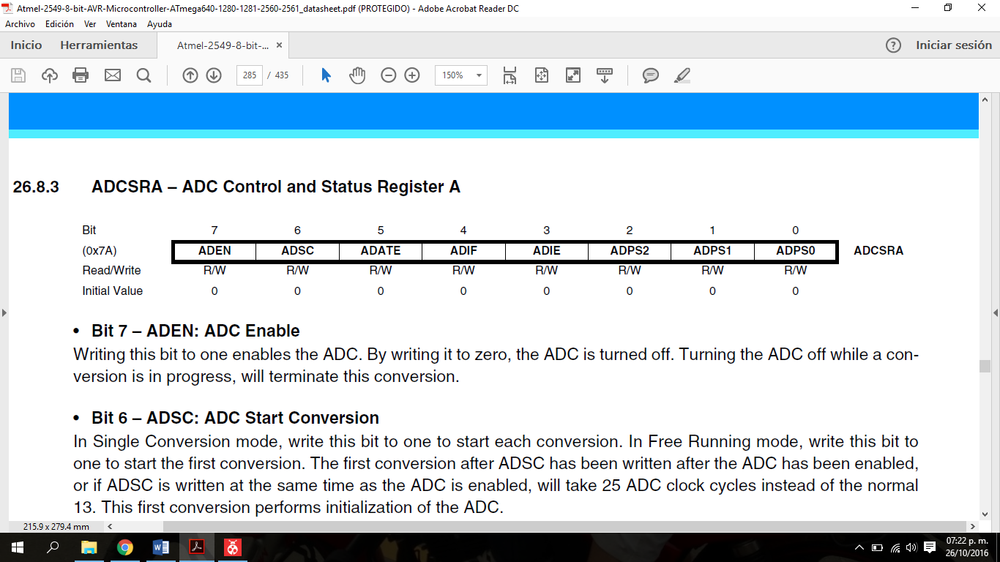 Atmel-2549-8-bit-AVR-Microcontroller-ATmega640-1280-1281-2560-2561_datasheet.pdf (PROTEGIDO) - Adobe Acrobat Reader DC
Archivo Edición Ver Ventana Ayuda
Inicio Herramientas Atmel-2549-8-bit-... × ? Iniciar sesión
285 / 435 150%
26.8.3 ADCSRA – ADC Control and Status Register A
Bit 7 6 5 4 3 2 1 0
(0x7A) ADEN ADSC ADATE ADIF ADIE ADPS2 ADPS1 ADPS0 ADCSRA
Read/Write R/W R/W R/W R/W R/W R/W R/W R/W
Initial Value 0 0 0 0 0 0 0 0
• Bit 7 – ADEN: ADC Enable
Writing this bit to one enables the ADC. By writing it to zero, the ADC is turned off. Turning the ADC off while a con-
version is in progress, will terminate this conversion.
• Bit 6 – ADSC: ADC Start Conversion
In Single Conversion mode, write this bit to one to start each conversion. In Free Running mode, write this bit to
one to start the first conversion. The first conversion after ADSC has been written after the ADC has been enabled,
or if ADSC is written at the same time as the ADC is enabled, will take 25 ADC clock cycles instead of the normal
13. This first conversion performs initialization of the ADC.
215.9 x 279.4 mm
07:22 p. m.
26/10/2016